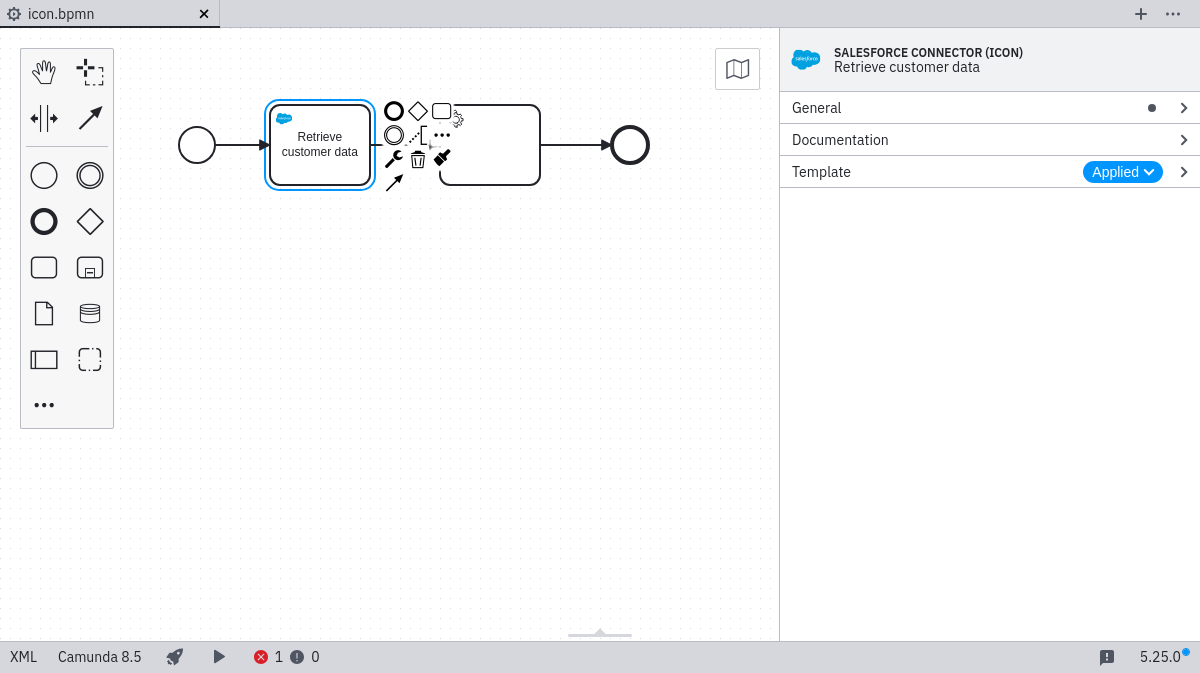 icon.bpmn
SALESFORCE CONNECTOR (ICON)
Retrieve customer data
General
Documentation
Template
Applied
salesforce
Retrieve
customer data
XML
Camunda 8.5
1
0
5.25.0